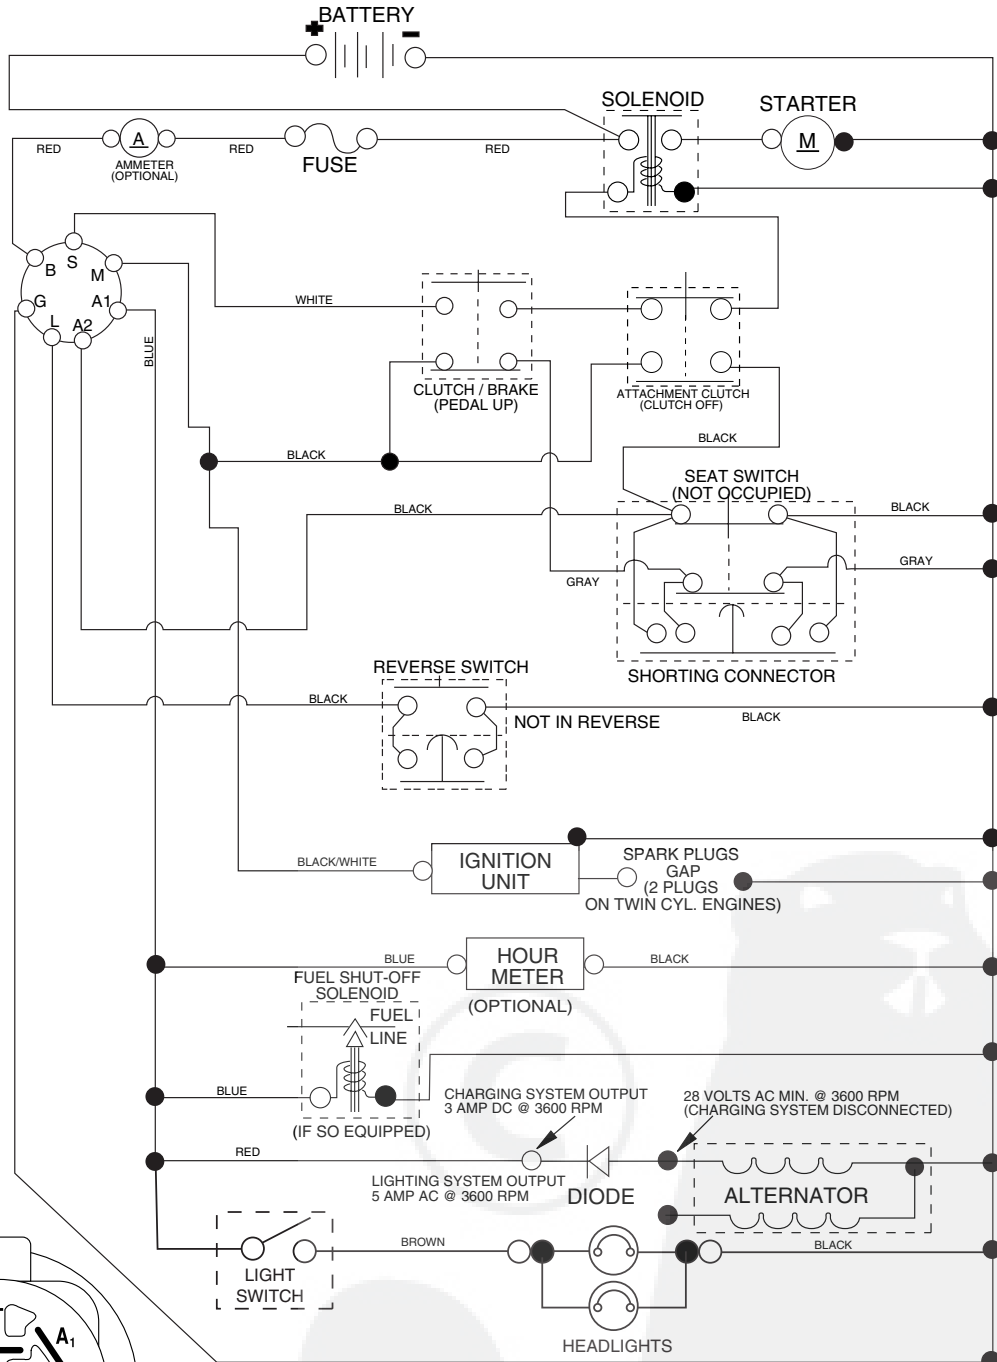 BATTERY
SOLENOID
STARTER
A
M
RED
RED
RED
AMMETER
(OPTIONAL)
FUSE
B
S
M
G
A1
L
A2
WHITE
BLUE
CLUTCH / BRAKE
(PEDAL UP)
ATTACHMENT CLUTCH
(CLUTCH OFF)
BLACK
BLACK
SEAT SWITCH
(NOT OCCUPIED)
BLACK
BLACK
GRAY
GRAY
SHORTING CONNECTOR
REVERSE SWITCH
BLACK
NOT IN REVERSE
BLACK
IGNITION
UNIT
BLACK/WHITE
SPARK PLUGS
GAP
(2 PLUGS
ON TWIN CYL. ENGINES)
BLUE
HOUR
METER
BLACK
(OPTIONAL)
FUEL SHUT-OFF
SOLENOID
FUEL
LINE
BLUE
(IF SO EQUIPPED)
CHARGING SYSTEM OUTPUT
3 AMP DC @ 3600 RPM
28 VOLTS AC MIN. @ 3600 RPM
(CHARGING SYSTEM DISCONNECTED)
RED
LIGHTING SYSTEM OUTPUT
5 AMP AC @ 3600 RPM
DIODE
ALTERNATOR
BROWN
BLACK
LIGHT
SWITCH
HEADLIGHTS
A1